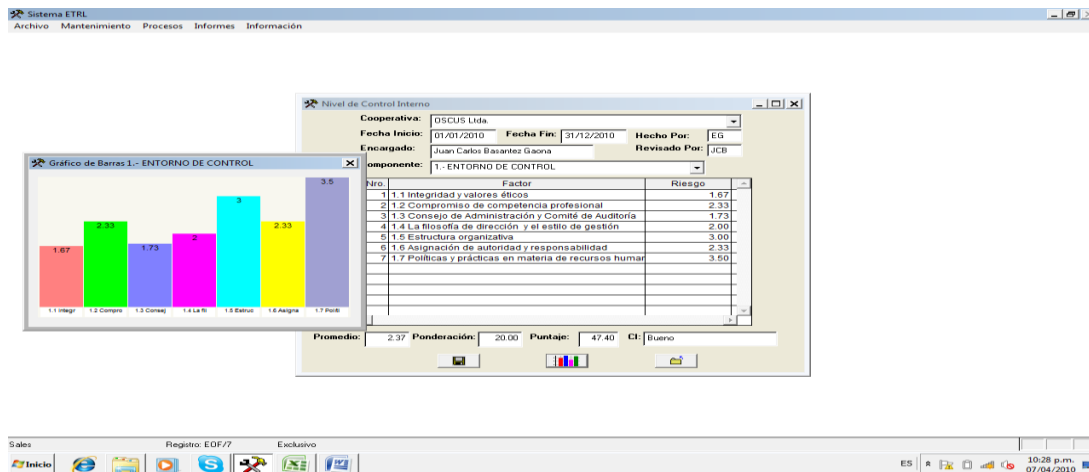 Sistema ETRL
Archivo Mantenimiento Procesos Informes Información
Nivel de Control Interno
Cooperativa: OSCUS Ltda.
Fecha Inicio: 01/01/2010 Fecha Fin: 31/12/2010 Hecho Por: EG
Encargado: Juan Carlos Basantez Gaona Revisado Por: JCB
omponente: 1.- ENTORNO DE CONTROL
Nro. Factor Riesgo
1 1.1 Integridad y valores éticos 1.67
2 1.2 Compromiso de competencia profesional 2.33
3 1.3 Consejo de Administración y Comité de Auditoría 1.73
4 1.4 La filosofía de dirección y el estilo de gestión 2.00
5 1.5 Estructura organizativa 3.00
6 1.6 Asignación de autoridad y responsabilidad 2.33
7 1.7 Políticas y prácticas en materia de recursos humar 3.50
Promedio: 2.37 Ponderación: 20.00 Puntaje: 47.40 CI: Bueno
Gráfico de Barras 1.- ENTORNO DE CONTROL
1.67 2.33 1.73 2 3 2.33 3.5
1.1 Integr 1.2 Compro 1.3 Consej 1.4 La fil 1.5 Estruc 1.6 Asigna 1.7 Políti
Sales Registro: EOF/7 Exclusivo
Inicio ES 10:28 p.m.
07/04/2010